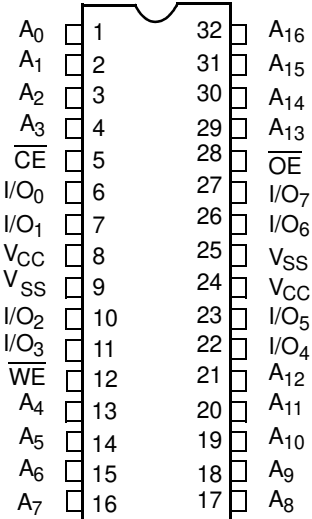 A0 1 32 A16
A1 2 31 A15
A2 3 30 A14
A3 4 29 A13
C̅E̅ 5 28 O̅E̅
I/O0 6 27 I/O7
I/O1 7 26 I/O6
VCC 8 25 VSS
VSS 9 24 VCC
I/O2 10 23 I/O5
I/O3 11 22 I/O4
W̅E̅ 12 21 A12
A4 13 20 A11
A5 14 19 A10
A6 15 18 A9
A7 16 17 A8